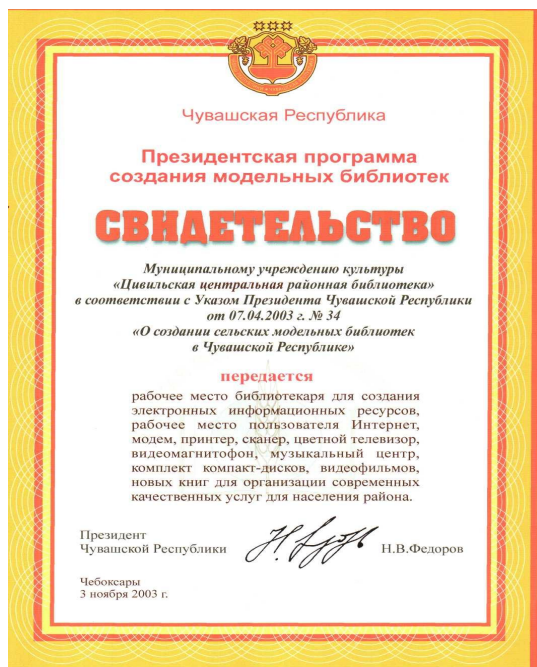 Чувашская Республика
Президентская программа
создания модельных библиотек
СВИДЕТЕЛЬСТВО
Муниципальному учреждению культуры
«Цивильская центральная районная библиотека»
в соответствии с Указом Президента Чувашской Республики
от 07.04.2003 г. № 34
«О создании сельских модельных библиотек
в Чувашской Республике»
передается
рабочее место библиотекаря для создания
электронных информационных ресурсов,
рабочее место пользователя Интернет,
модем, принтер, сканер, цветной телевизор,
видеомагнитофон, музыкальный центр,
комплект компакт-дисков, видеофильмов,
новых книг для организации современных
качественных услуг для населения района.
Президент
Чувашской Республики
Н.В.Федоров
Чебоксары
3 ноября 2003 г.